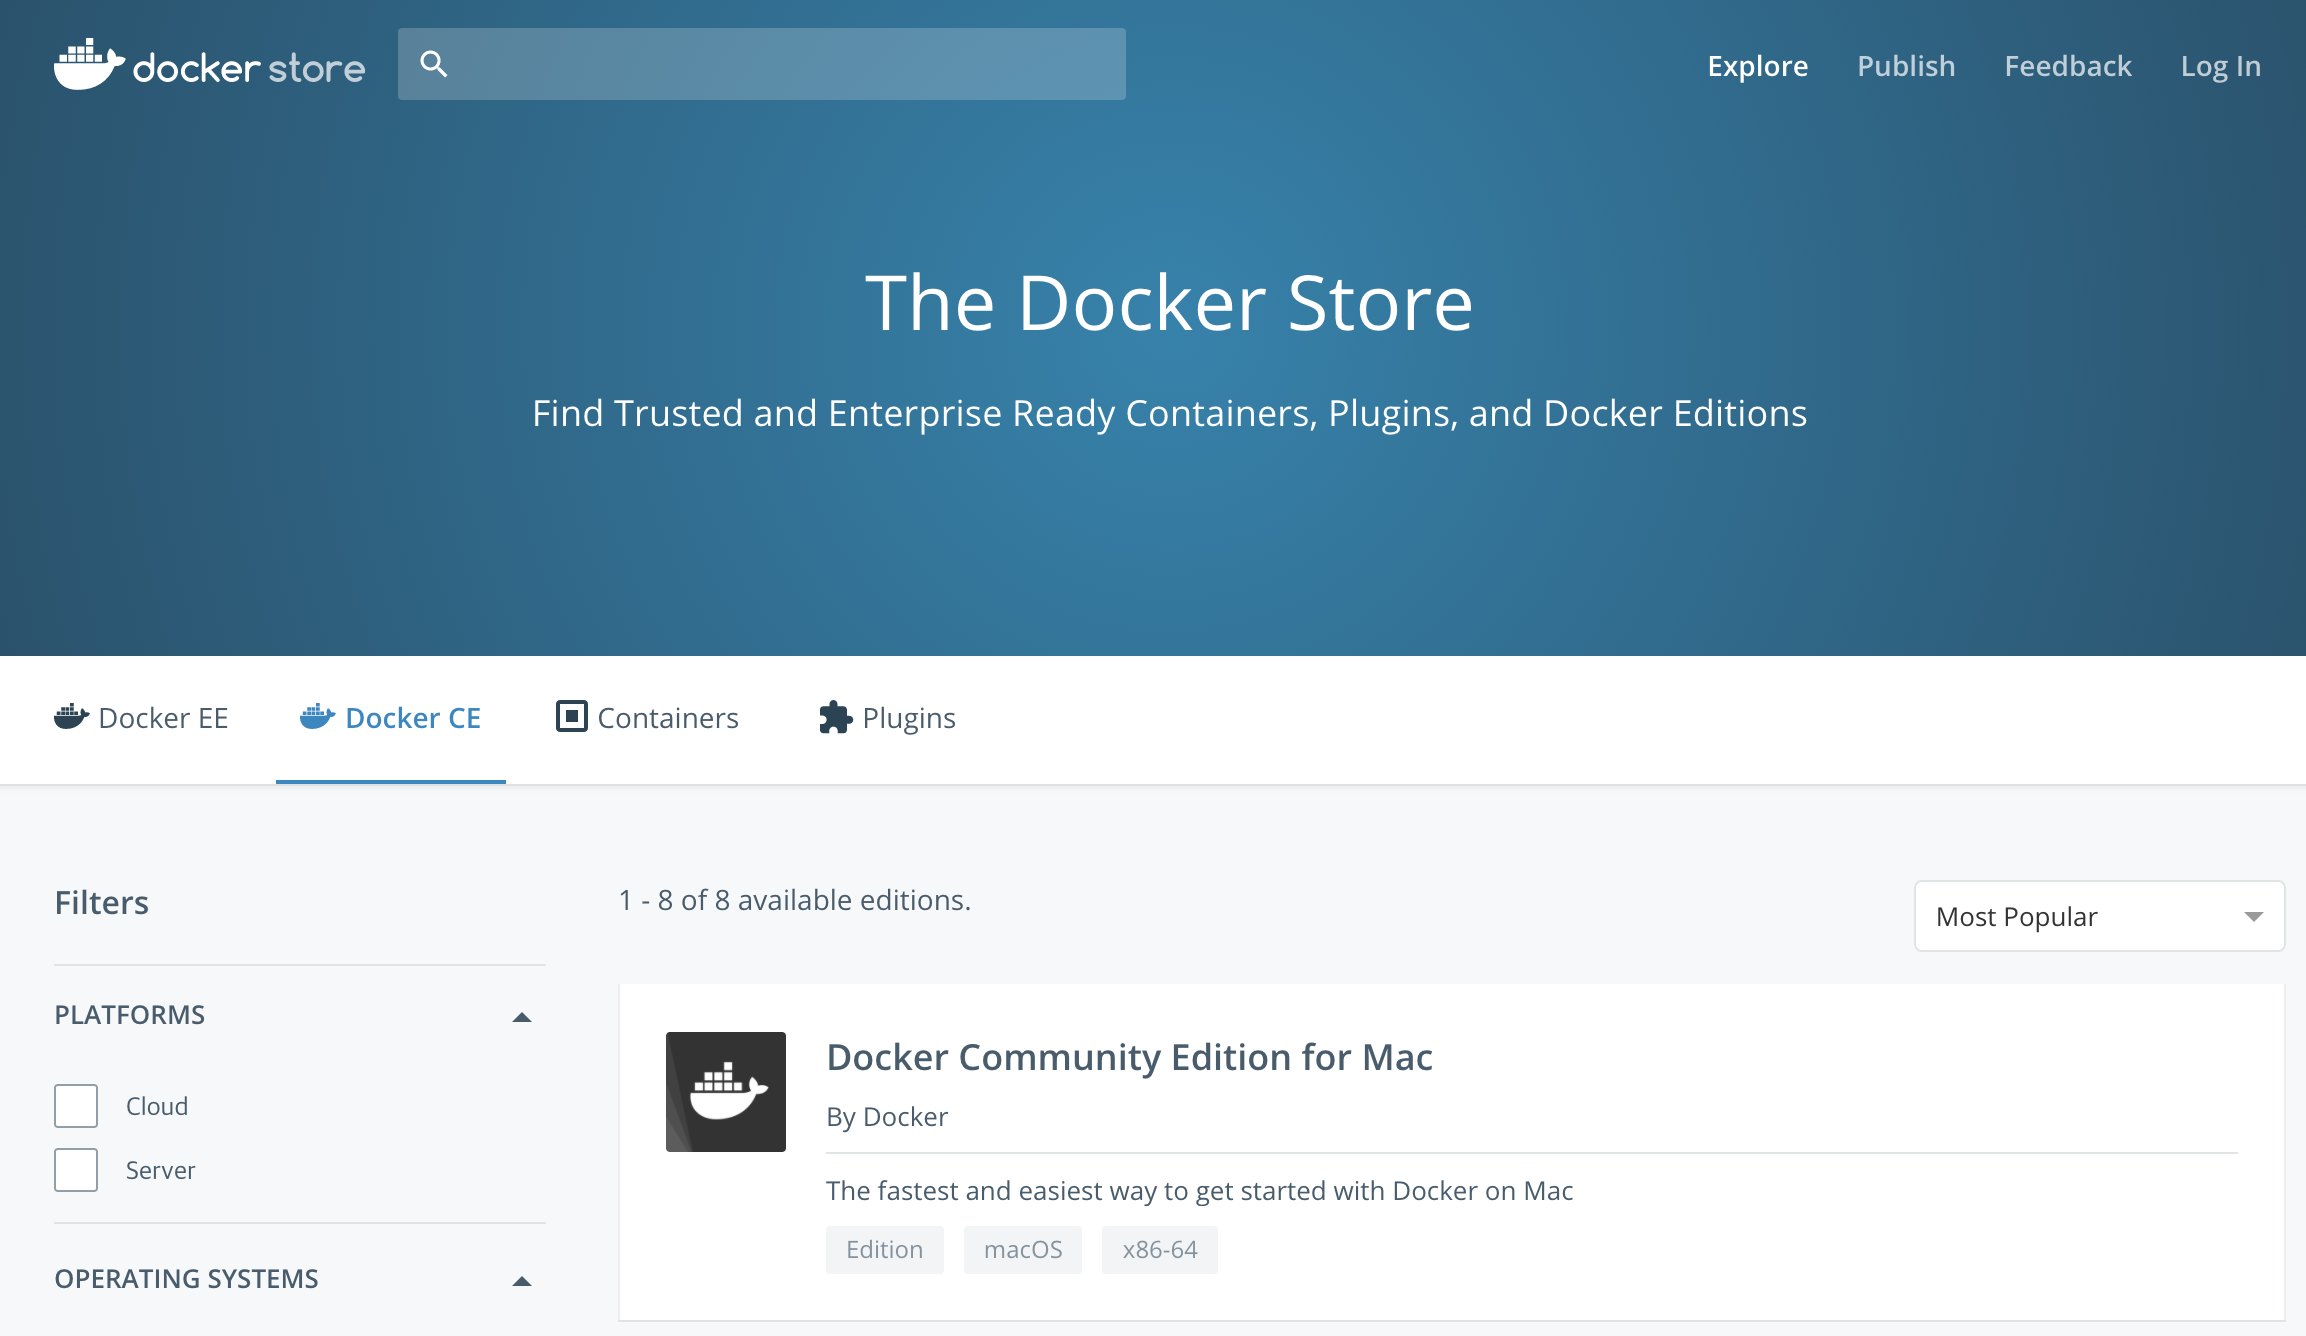 docker store
Explore Publish Feedback Log In
The Docker Store
Find Trusted and Enterprise Ready Containers, Plugins, and Docker Editions
Docker EE Docker CE Containers Plugins
Filters
PLATFORMS
Cloud
Server
OPERATING SYSTEMS
1 - 8 of 8 available editions.
Most Popular
Docker Community Edition for Mac
By Docker
The fastest and easiest way to get started with Docker on Mac
Edition macOS x86-64